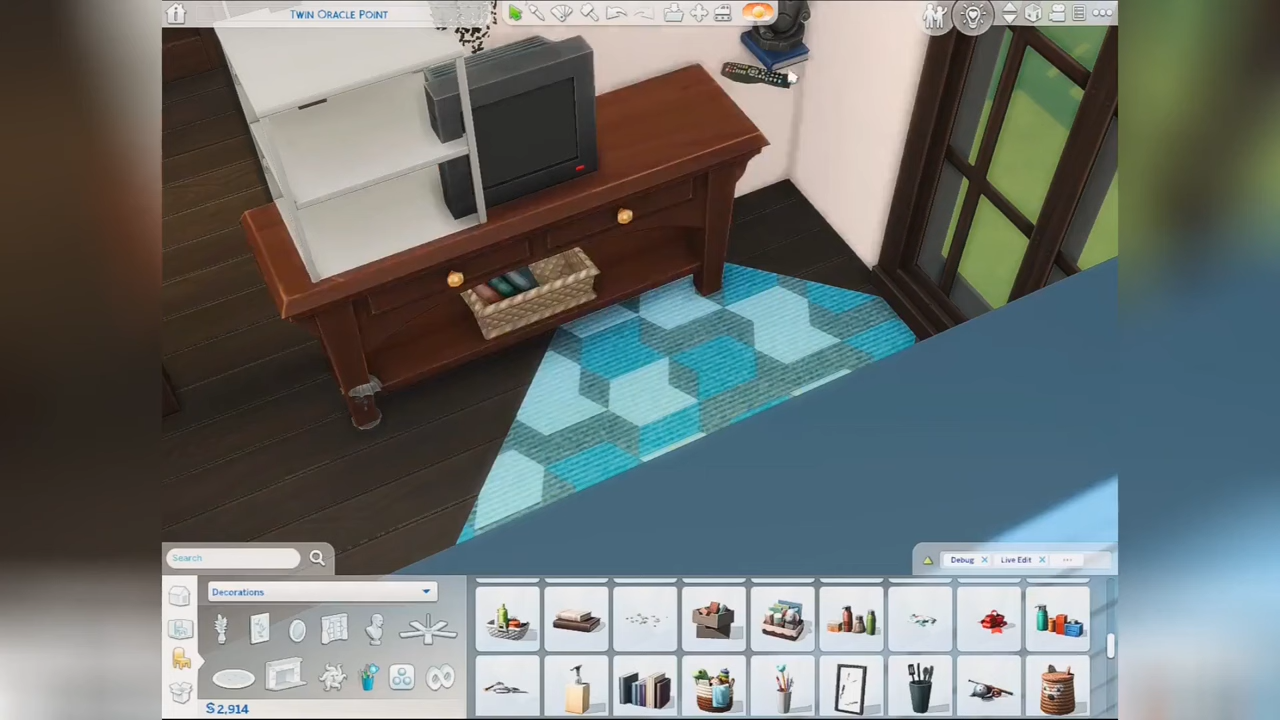 TWIN ORACLE POINT
Search
Debug
Live Edit
Decorations
§2,914